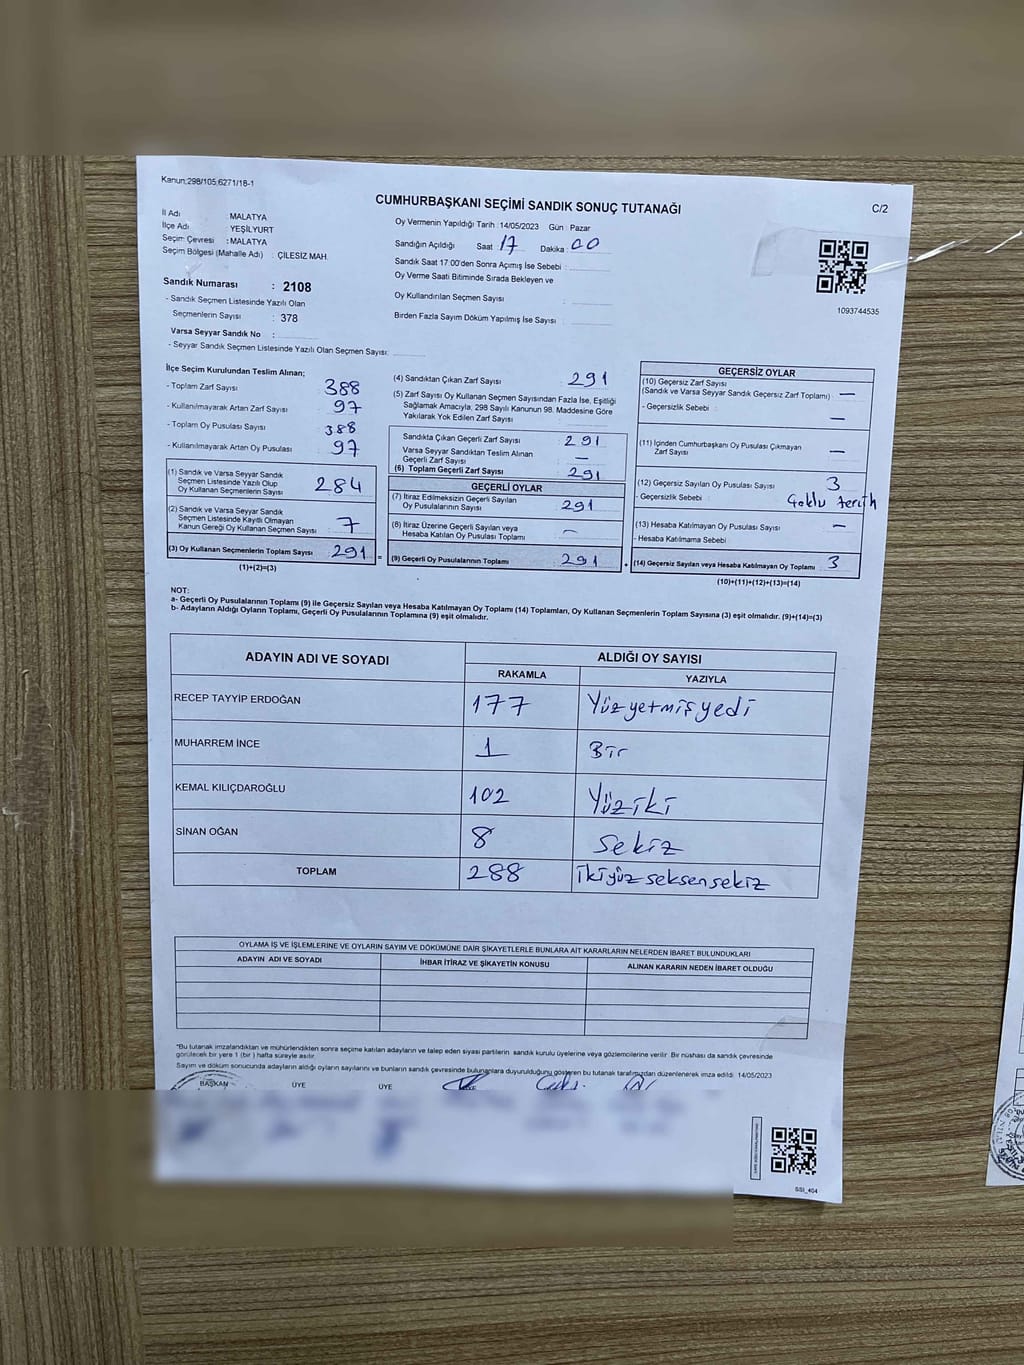 Kanun;298/105;6271/18-1
CUMHURBAŞKANI SEÇİMİ SANDIK SONUÇ TUTANAĞI
C/2
İl Adı : MALATYA
İlçe Adı : YEŞİLYURT
Seçim Çevresi : MALATYA
Seçim Bölgesi (Mahalle Adı) : ÇİLESİZ MAH.
Oy Vermenin Yapıldığı Tarih : 14/05/2023 Gün : Pazar
Sandığın Açıldığı Saat 17 Dakika : 00
Sandık Saat 17:00'den Sonra Açımış İse Sebebi :
Oy Verme Saati Bitiminde Sırada Bekleyen ve
Oy Kullandırılan Seçmen Sayısı :
Birden Fazla Sayım Döküm Yapılmış İse Sayısı :
1093744535
Sandık Numarası : 2108
- Sandık Seçmen Listesinde Yazılı Olan
Seçmenlerin Sayısı : 378
Varsa Seyyar Sandık No :
- Seyyar Sandık Seçmen Listesinde Yazılı Olan Seçmen Sayısı:
İlçe Seçim Kurulundan Teslim Alınan;
- Toplam Zarf Sayısı 388
- Kullanılmayarak Artan Zarf Sayısı 97
- Toplam Oy Pusulası Sayısı 388
- Kullanılmayarak Artan Oy Pusulası 97
(1) Sandık ve Varsa Seyyar Sandık
Seçmen Listesinde Yazılı Olup
Oy Kullanan Seçmenlerin Sayısı 284
(2) Sandık ve Varsa Seyyar Sandık
Seçmen Listesinde Kayıtlı Olmayan
Kanun Gereği Oy Kullanan Seçmen Sayısı 7
(3) Oy Kullanan Seçmenlerin Toplam Sayısı 291
(1)+(2)=(3)
(4) Sandıktan Çıkan Zarf Sayısı 291
(5) Zarf Sayısı Oy Kullanan Seçmen Sayısından Fazla İse, Eşitliği
Sağlamak Amacıyla, 298 Sayılı Kanunun 98. Maddesine Göre
Yakılarak Yok Edilen Zarf Sayısı :
Sandıkta Çıkan Geçerli Zarf Sayısı : 291
Varsa Seyyar Sandıktan Teslim Alınan
Geçerli Zarf Sayısı : —
(6) Toplam Geçerli Zarf Sayısı : 291
GEÇERLİ OYLAR
(7) İtiraz Edilmeksizin Geçerli Sayılan
Oy Pusulalarının Sayısı : 291
(8) İtiraz Üzerine Geçerli Sayılan veya
Hesaba Katılan Oy Pusulaları Toplamı : —
(9) Geçerli Oy Pusulalarının Toplamı : 291
GEÇERSİZ OYLAR
(10) Geçersiz Zarf Sayısı
(Sandık ve Varsa Seyyar Sandık Geçersiz Zarf Toplamı) : —
- Geçersizlik Sebebi : —
(11) İçinden Cumhurbaşkanı Oy Pusulası Çıkmayan
Zarf Sayısı : —
(12) Geçersiz Sayılan Oy Pusulası Sayısı : 3
- Geçersizlik Sebebi : Çoklu tercih
(13) Hesaba Katılmayan Oy Pusulası Sayısı : —
- Hesaba Katılmama Sebebi
(14) Geçersiz Sayılan veya Hesaba Katılmayan Oy Toplamı : 3
(10)+(11)+(12)+(13)=(14)
NOT:
a- Geçerli Oy Pusulasının Toplamı (9) ile Geçersiz Sayılan veya Hesaba Katılmayan Oy Toplamı (14) Toplamları, Oy Kullanan Seçmenlerin Toplam Sayısına (3) eşit olmalıdır. (9)+(14)=(3)
b- Adayların Aldığı Oyların Toplamı, Geçerli Oy Pusulalarının Toplamına (9) eşit olmalıdır.
ADAYIN ADI VE SOYADI
ALDIĞI OY SAYISI
RAKAMLA YAZIYLA
RECEP TAYYİP ERDOĞAN 177 Yüzyetmişyedi
MUHARREM İNCE 1 Bir
KEMAL KILIÇDAROĞLU 102 Yüziki
SİNAN OĞAN 8 Sekiz
TOPLAM 288 ikiyüzseksensekiz
OYLAMA İŞ VE İŞLEMLERİNE VE OYLARIN SAYIM VE DÖKÜMÜNE DAİR ŞİKAYETLERLE BUNLARA AİT KARARLARIN NELERDEN İBARET BULUNDUKLARI
ADAYIN ADI VE SOYADI İHBAR İTİRAZ VE ŞİKAYETİN KONUSU ALINAN KARARIN NEDEN İBARET OLDUĞU
*Bu tutanak imzalandıktan ve mühürlendikten sonra seçime katılan adayların ve talep eden siyasi partilerin sandık kurulu üyelerine veya gözlemcilerine verilir. Bir nüshası da sandık çevresinde
görülecek bir yere 1 (bir ) hafta süreyle asılır.
Sayım ve döküm sonucunda adayların aldığı oyların sayılarını ve bunların sandık çevresinde bulunanlara duyurulduğunu gösteren bu tutanak tarafımızdan düzenlenerek imza edildi. 14/05/2023
BAŞKAN ÜYE ÜYE
SSİ_404